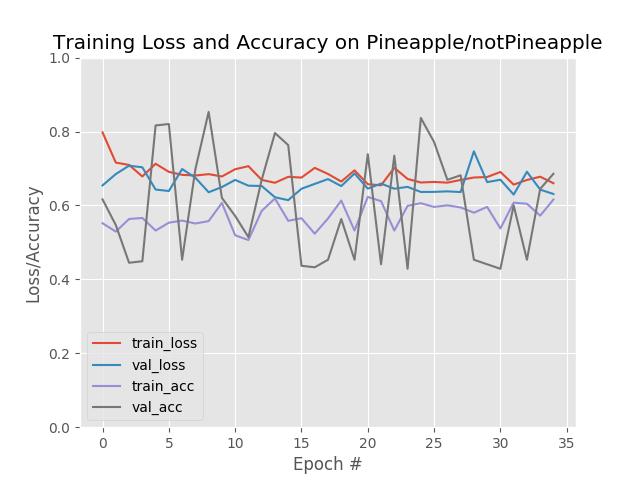 Training Loss and Accuracy on Pineapple/notPineapple
1.0
0.8
0.6
0.4
0.2
0.0
Loss/Accuracy
train_loss
val_loss
train_acc
val_acc
0 5 10 15 20 25 30 35
Epoch #